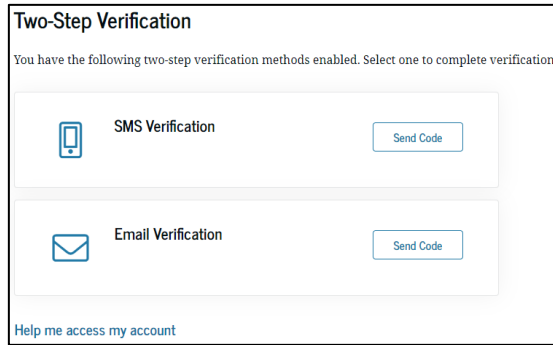 Two-Step Verification
You have the following two-step verification methods enabled. Select one to complete verification
SMS Verification
Send Code
Email Verification
Send Code
Help me access my account